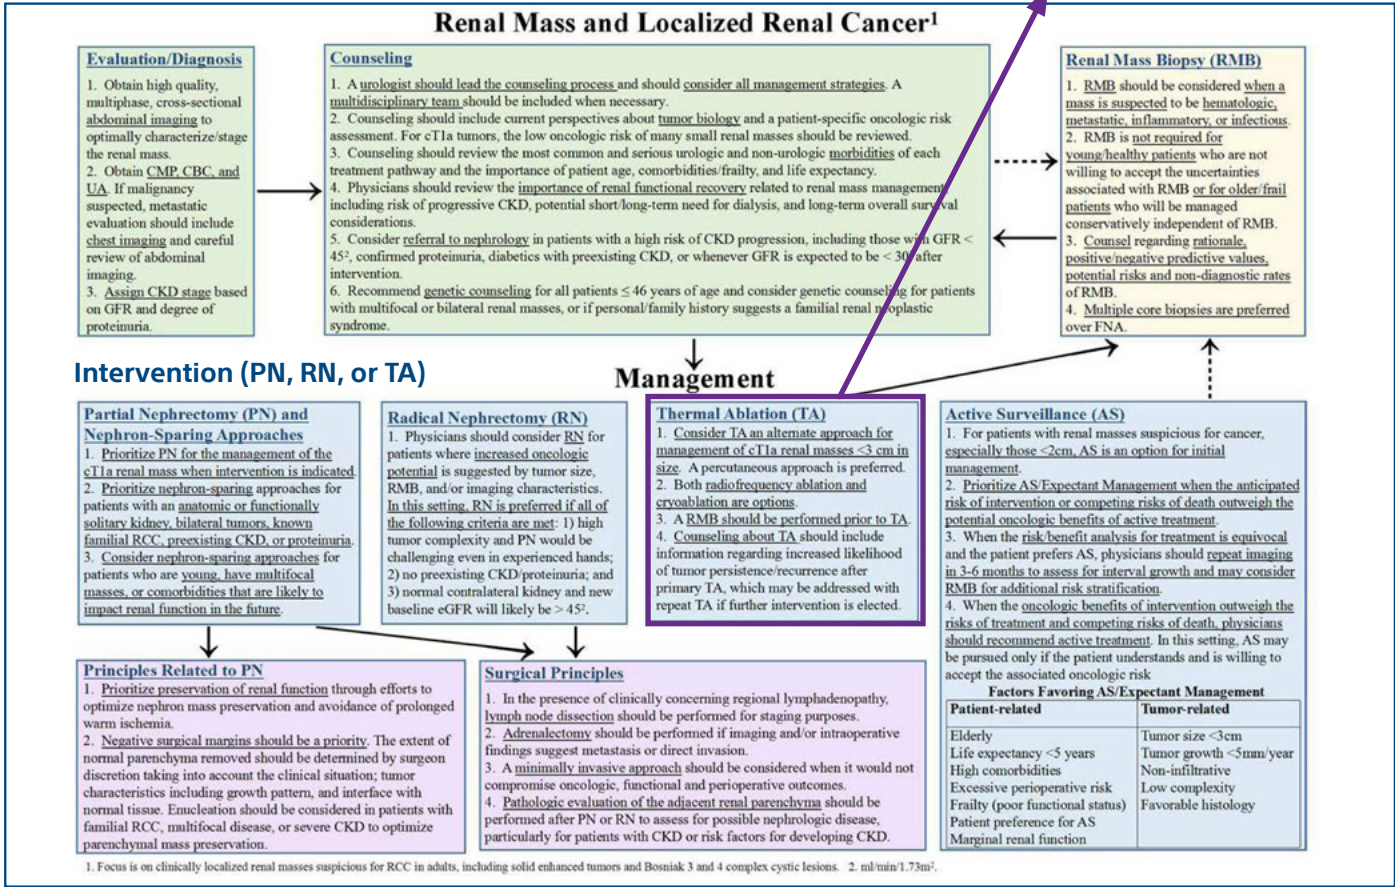 Renal Mass and Localized Renal Cancer¹
Evaluation/Diagnosis
1. Obtain high quality,
multiphase, cross-sectional
abdominal imaging to
optimally characterize/stage
the renal mass.
2. Obtain CMP, CBC, and
UA. If malignancy
suspected, metastatic
evaluation should include
chest imaging and careful
review of abdominal
imaging.
3. Assign CKD stage based
on GFR and degree of
proteinuria.
Counseling
1. A urologist should lead the counseling process and should consider all management strategies. A
multidisciplinary team should be included when necessary.
2. Counseling should include current perspectives about tumor biology and a patient-specific oncologic risk
assessment. For cT1a tumors, the low oncologic risk of many small renal masses should be reviewed.
3. Counseling should review the most common and serious urologic and non-urologic morbidities of each
treatment pathway and the importance of patient age, comorbidities/frailty, and life expectancy.
4. Physicians should review the importance of renal functional recovery related to renal mass management,
including risk of progressive CKD, potential short/long-term need for dialysis, and long-term overall survival
considerations.
5. Consider referral to nephrology in patients with a high risk of CKD progression, including those with GFR <
45², confirmed proteinuria, diabetics with preexisting CKD, or whenever GFR is expected to be < 30² after
intervention.
6. Recommend genetic counseling for all patients ≤ 46 years of age and consider genetic counseling for patients
with multifocal or bilateral renal masses, or if personal/family history suggests a familial renal neoplastic
syndrome.
Renal Mass Biopsy (RMB)
1. RMB should be considered when a
mass is suspected to be hematologic,
metastatic, inflammatory, or infectious.
2. RMB is not required for
young/healthy patients who are not
willing to accept the uncertainties
associated with RMB or for older/frail
patients who will be managed
conservatively independent of RMB.
3. Counsel regarding rationale,
positive/negative predictive values,
potential risks and non-diagnostic rates
of RMB.
4. Multiple core biopsies are preferred
over FNA.
Intervention (PN, RN, or TA)
Management
Partial Nephrectomy (PN) and
Nephron-Sparing Approaches
1. Prioritize PN for the management of the
cT1a renal mass when intervention is indicated.
2. Prioritize nephron-sparing approaches for
patients with an anatomic or functionally
solitary kidney, bilateral tumors, known
familial RCC, preexisting CKD, or proteinuria.
3. Consider nephron-sparing approaches for
patients who are young, have multifocal
masses, or comorbidities that are likely to
impact renal function in the future.
Radical Nephrectomy (RN)
1. Physicians should consider RN for
patients where increased oncologic
potential is suggested by tumor size,
RMB, and/or imaging characteristics.
In this setting, RN is preferred if all of
the following criteria are met: 1) high
tumor complexity and PN would be
challenging even in experienced hands;
2) no preexisting CKD/proteinuria; and
3) normal contralateral kidney and new
baseline eGFR will likely be > 45².
Thermal Ablation (TA)
1. Consider TA an alternate approach for
management of cT1a renal masses <3 cm in
size. A percutaneous approach is preferred.
2. Both radiofrequency ablation and
cryoablation are options.
3. A RMB should be performed prior to TA.
4. Counseling about TA should include
information regarding increased likelihood
of tumor persistence/recurrence after
primary TA, which may be addressed with
repeat TA if further intervention is elected.
Active Surveillance (AS)
1. For patients with renal masses suspicious for cancer,
especially those <2cm, AS is an option for initial
management.
2. Prioritize AS/Expectant Management when the anticipated
risk of intervention or competing risks of death outweigh the
potential oncologic benefits of active treatment.
3. When the risk/benefit analysis for treatment is equivocal
and the patient prefers AS, physicians should repeat imaging
in 3-6 months to assess for interval growth and may consider
RMB for additional risk stratification.
4. When the oncologic benefits of intervention outweigh the
risks of treatment and competing risks of death, physicians
should recommend active treatment. In this setting, AS may
be pursued only if the patient understands and is willing to
accept the associated oncologic risk
Factors Favoring AS/Expectant Management
Patient-related
Elderly
Life expectancy <5 years
High comorbidities
Excessive perioperative risk
Frailty (poor functional status)
Patient preference for AS
Marginal renal function
Tumor-related
Tumor size <3cm
Tumor growth <5mm/year
Non-infiltrative
Low complexity
Favorable histology
Principles Related to PN
1. Prioritize preservation of renal function through efforts to
optimize nephron mass preservation and avoidance of prolonged
warm ischemia.
2. Negative surgical margins should be a priority. The extent of
normal parenchyma removed should be determined by surgeon
discretion taking into account the clinical situation; tumor
characteristics including growth pattern, and interface with
normal tissue. Enucleation should be considered in patients with
familial RCC, multifocal disease, or severe CKD to optimize
parenchymal mass preservation.
Surgical Principles
1. In the presence of clinically concerning regional lymphadenopathy,
lymph node dissection should be performed for staging purposes.
2. Adrenalectomy should be performed if imaging and/or intraoperative
findings suggest metastasis or direct invasion.
3. A minimally invasive approach should be considered when it would not
compromise oncologic, functional and perioperative outcomes.
4. Pathologic evaluation of the adjacent renal parenchyma should be
performed after PN or RN to assess for possible nephrologic disease,
particularly for patients with CKD or risk factors for developing CKD.
1. Focus is on clinically localized renal masses suspicious for RCC in adults, including solid enhanced tumors and Bosniak 3 and 4 complex cystic lesions. 2. ml/min/1.73m².